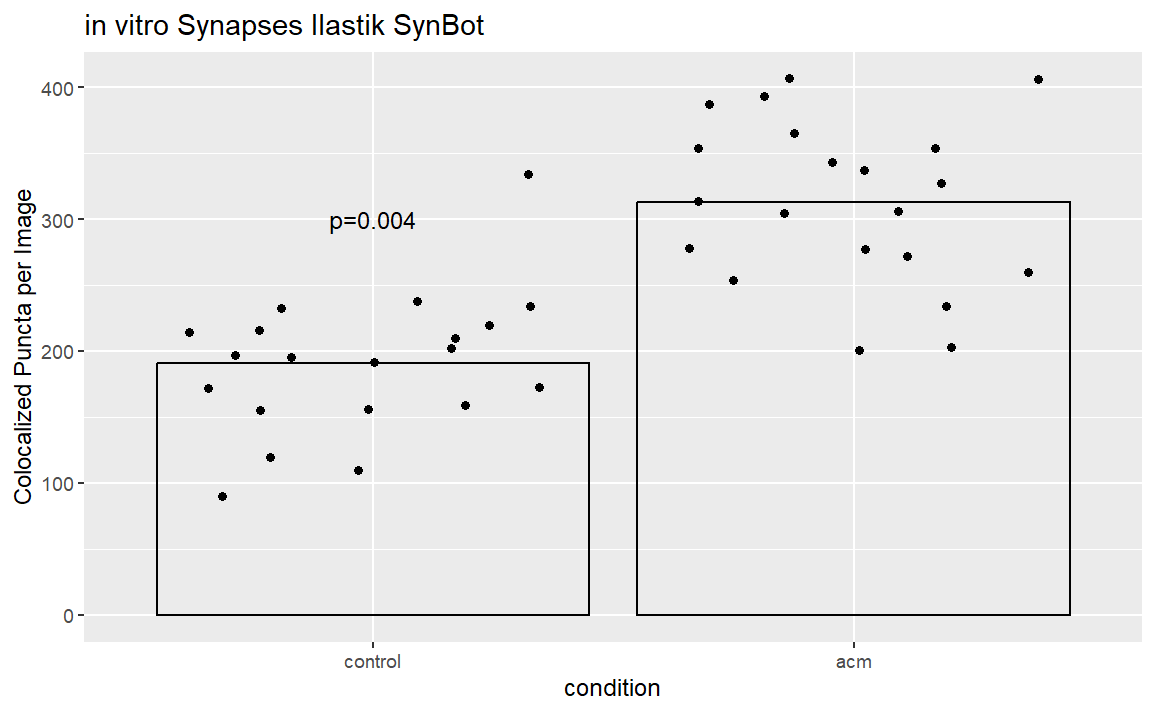 in vitro Synapses Ilastik SynBot
Colocalized Puncta per Image
400
300
200
100
0
p=0.004
control
acm
condition